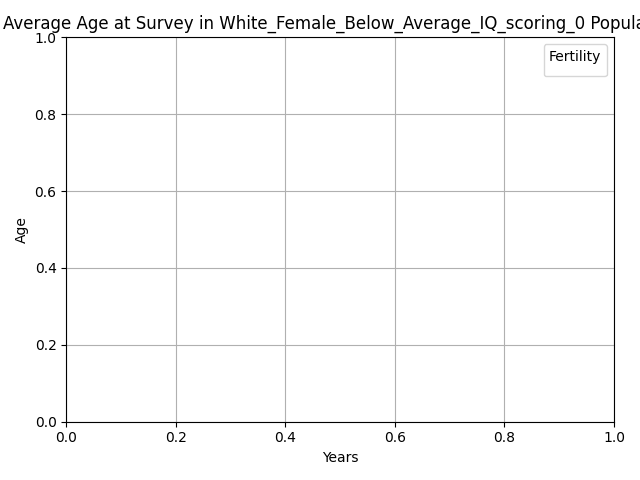 Average Age at Survey in White_Female_Below_Average_IQ_scoring_0 Popula
1.0
Fertility
0.8
0.6
Age
0.4
0.2
0.0
0.0 0.2 0.4 0.6 0.8 1.0
Years